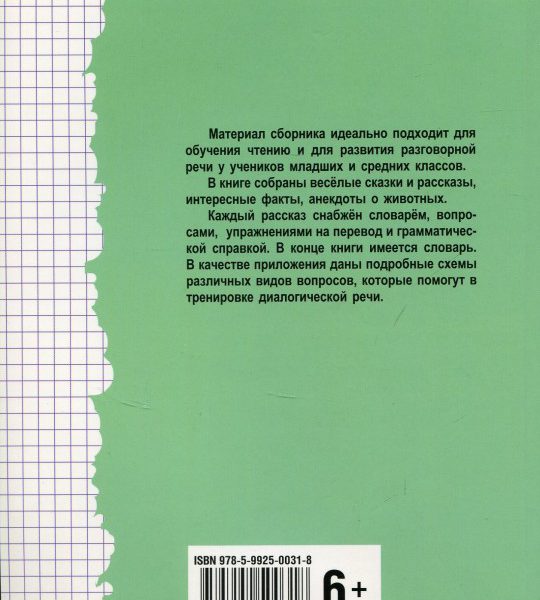 Материал сборника идеально подходит для
обучения чтению и для развития разговорной
речи у учеников младших и средних классов.
В книге собраны весёлые сказки и рассказы,
интересные факты, анекдоты о животных.
Каждый рассказ снабжён словарём, вопро-
сами, упражнениями на перевод и грамматичес-
кой справкой. В конце книги имеется словарь.
В качестве приложения даны подробные схемы
различных видов вопросов, которые помогут в
тренировке диалогической речи.
ISBN 978-5-9925-0031-8
6+